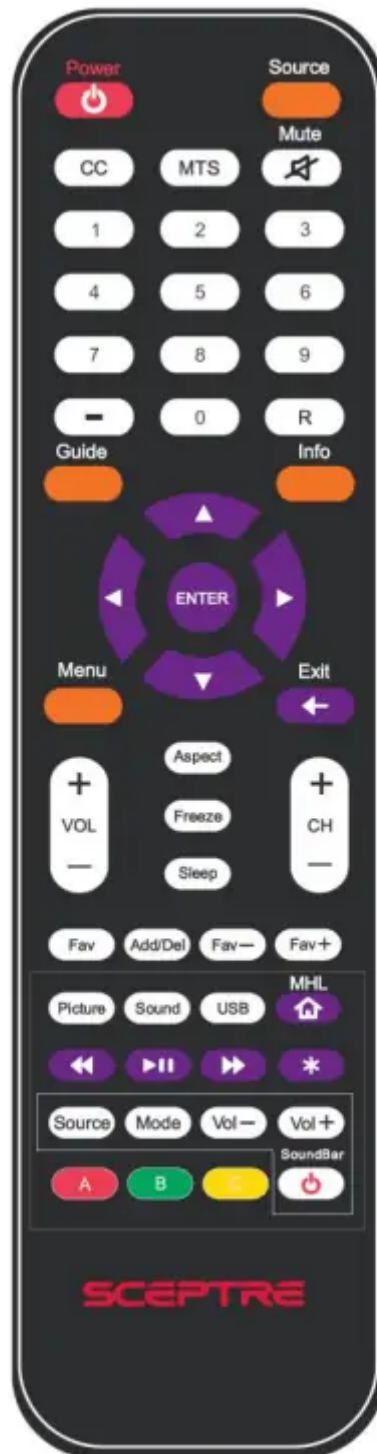 Power Source
Mute
CC MTS
1 2 3
4 5 6
7 8 9
- 0 R
Guide Info
ENTER
Menu Exit
Aspect
+ +
VOL Freeze CH
- -
Sleep
Fav Add/Del Fav- Fav+
MHL
Picture Sound USB
*
Source Mode Vol- Vol+
SoundBar
A B C
SCEPTRE